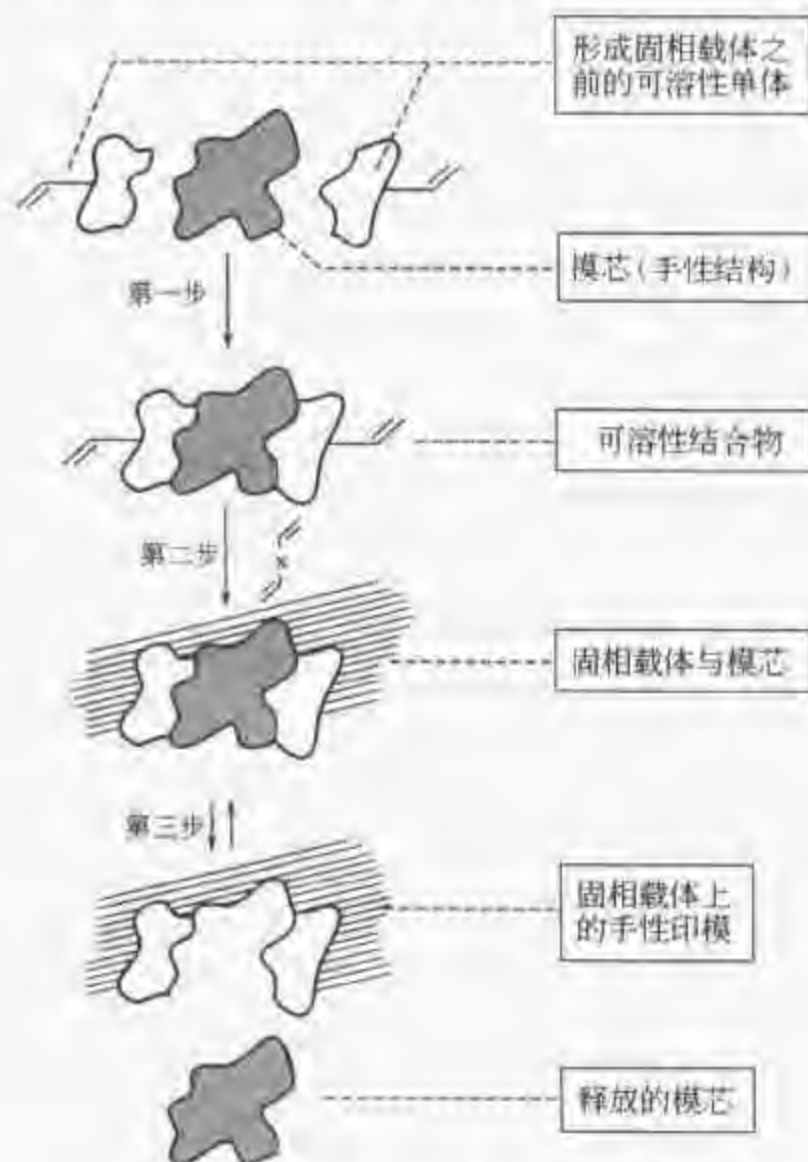 形成固相载体之
前的可溶性单体
模芯(手性结构)
第一步
可溶性结合物
第二步
x
固相载体与模芯
第三步
固相载体上
的手性印模
释放的模芯